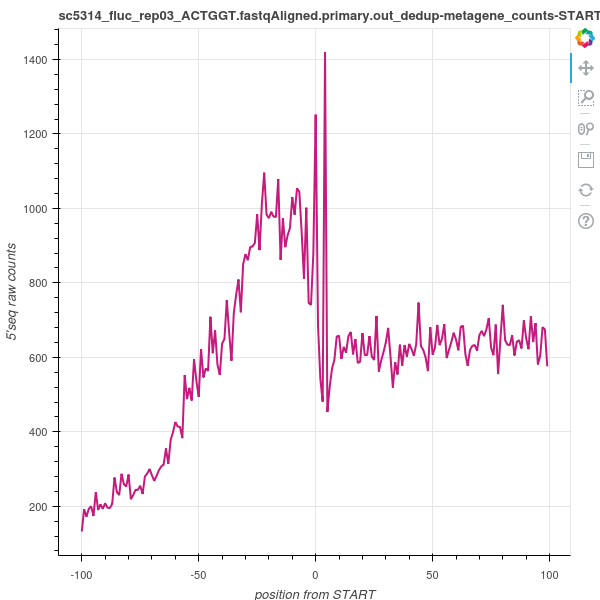 sc5314_fluc_rep03_ACTGGT.fastqAligned.primary.out_dedup-metagene_counts-START
1400
1200
1000
800
600
400
200
5'seq raw counts
-100 -50 0 50 100
position from START